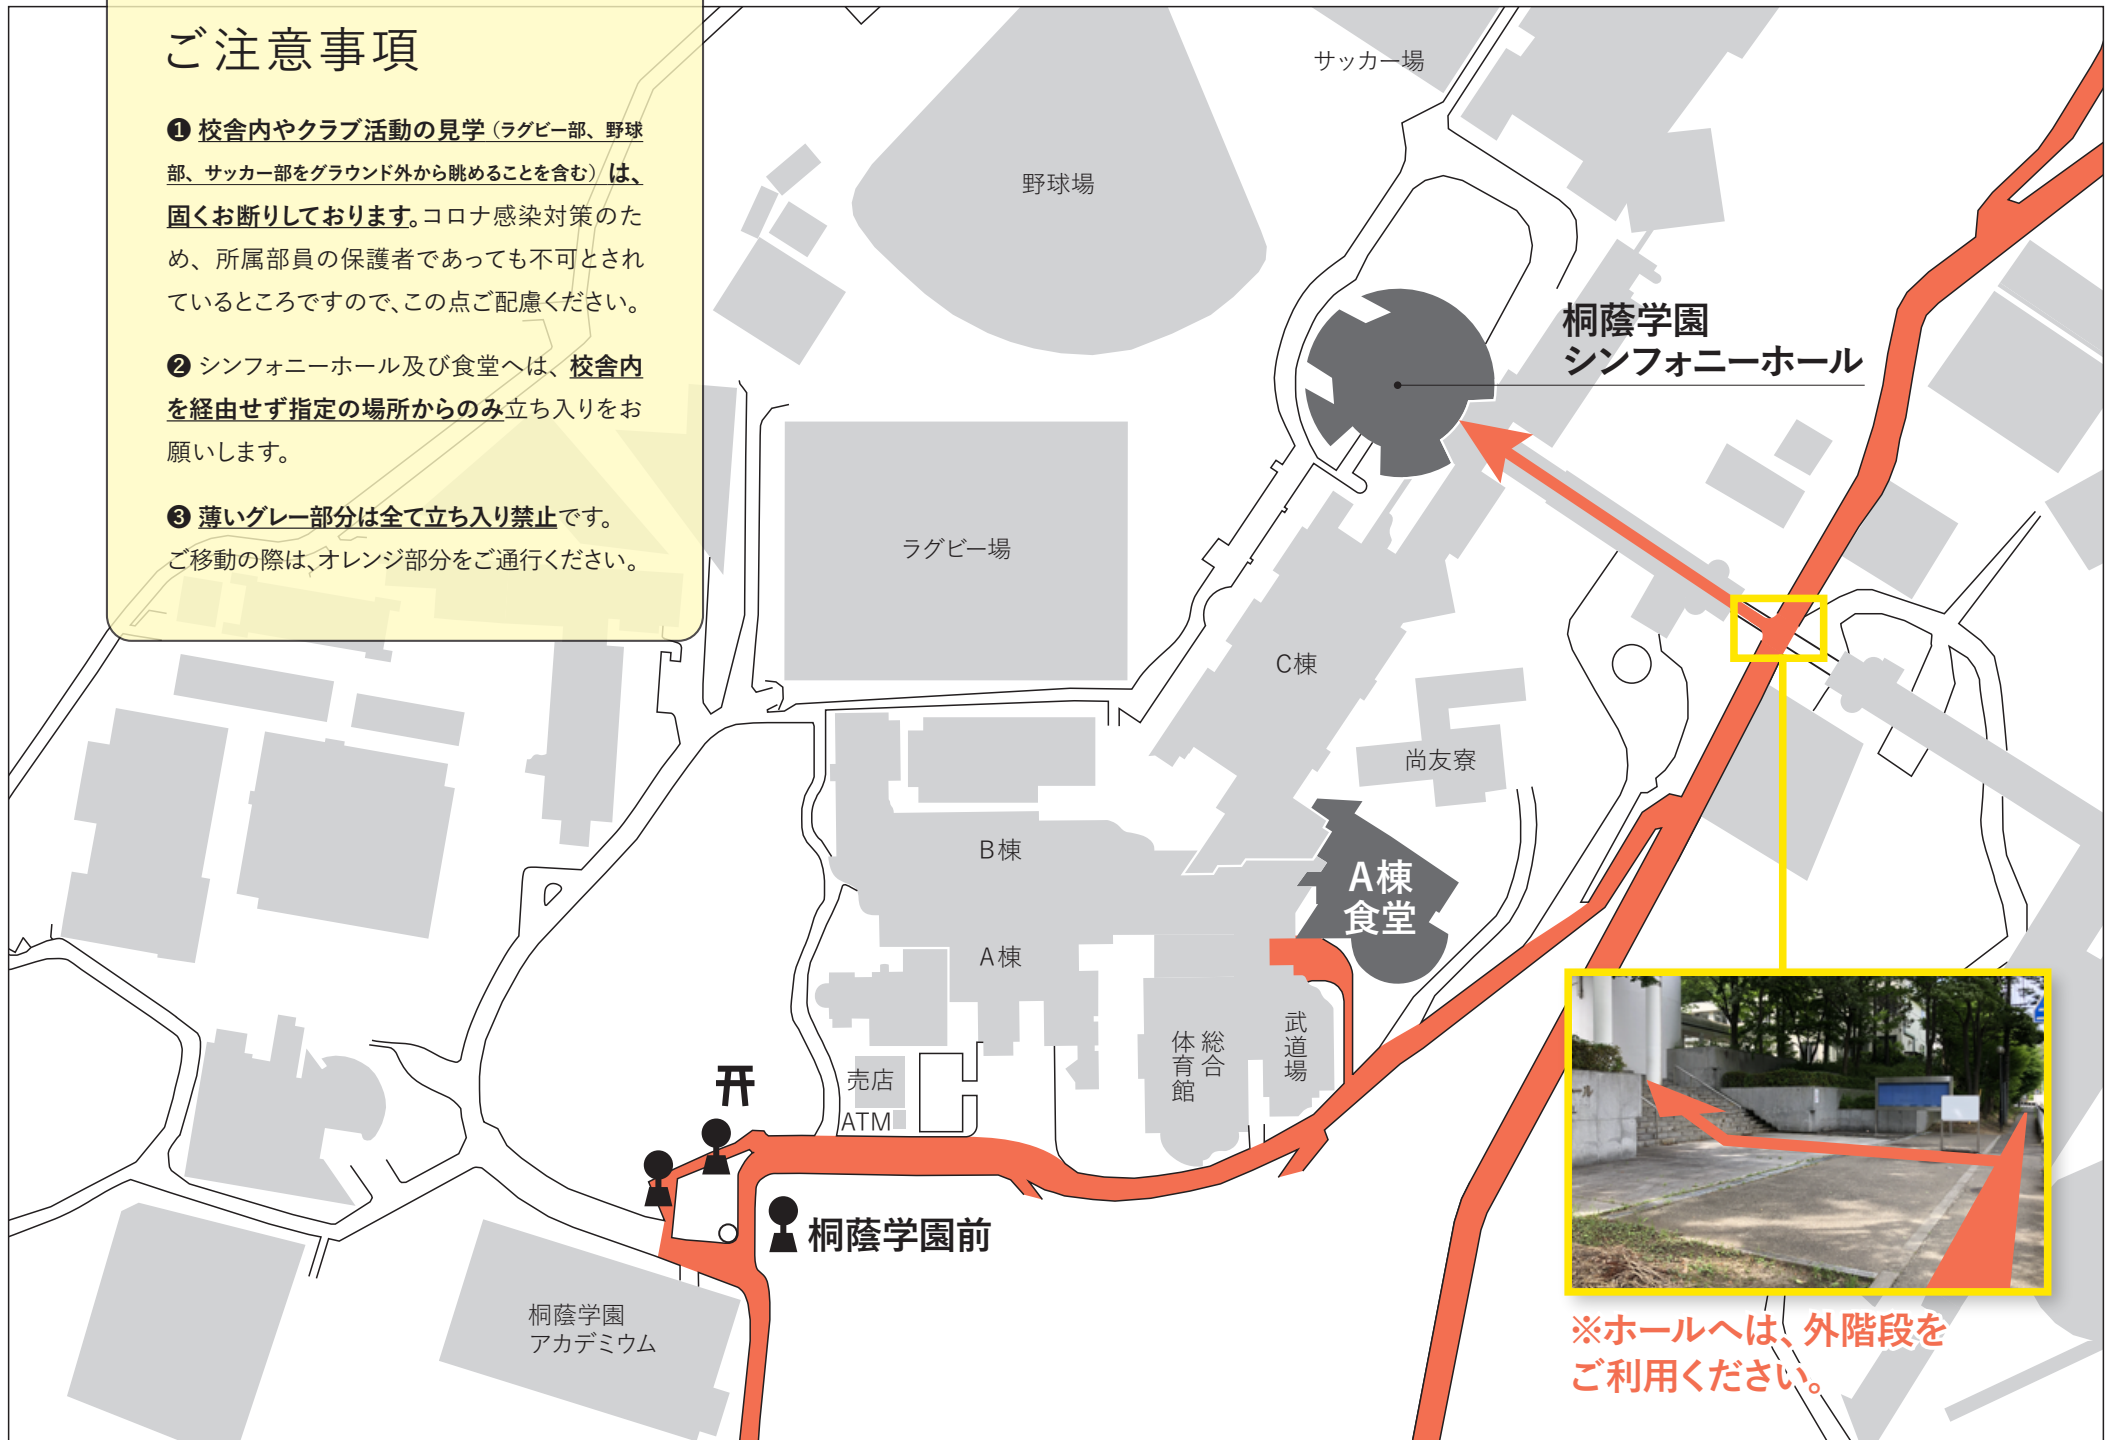 ご注意事項
❶ 校舎内やクラブ活動の見学（ラグビー部、野球
部、サッカー部をグラウンド外から眺めることを含む）は、
固くお断りしております。コロナ感染対策のた
め、所属部員の保護者であっても不可とされ
ているところですので、この点ご配慮ください。
❷ シンフォニーホール及び食堂へは、校舎内
を経由せず指定の場所からのみ立ち入りをお
願いします。
❸ 薄いグレー部分は全て立ち入り禁止です。
ご移動の際は、オレンジ部分をご通行ください。
サッカー場
野球場
桐蔭学園
シンフォニーホール
ラグビー場
C棟
尚友寮
B棟
A棟
食堂
A棟
総合
体育館
武道場
売店
ATM
桐蔭学園前
桐蔭学園
アカデミウム
※ホールへは、外階段を
ご利用ください。